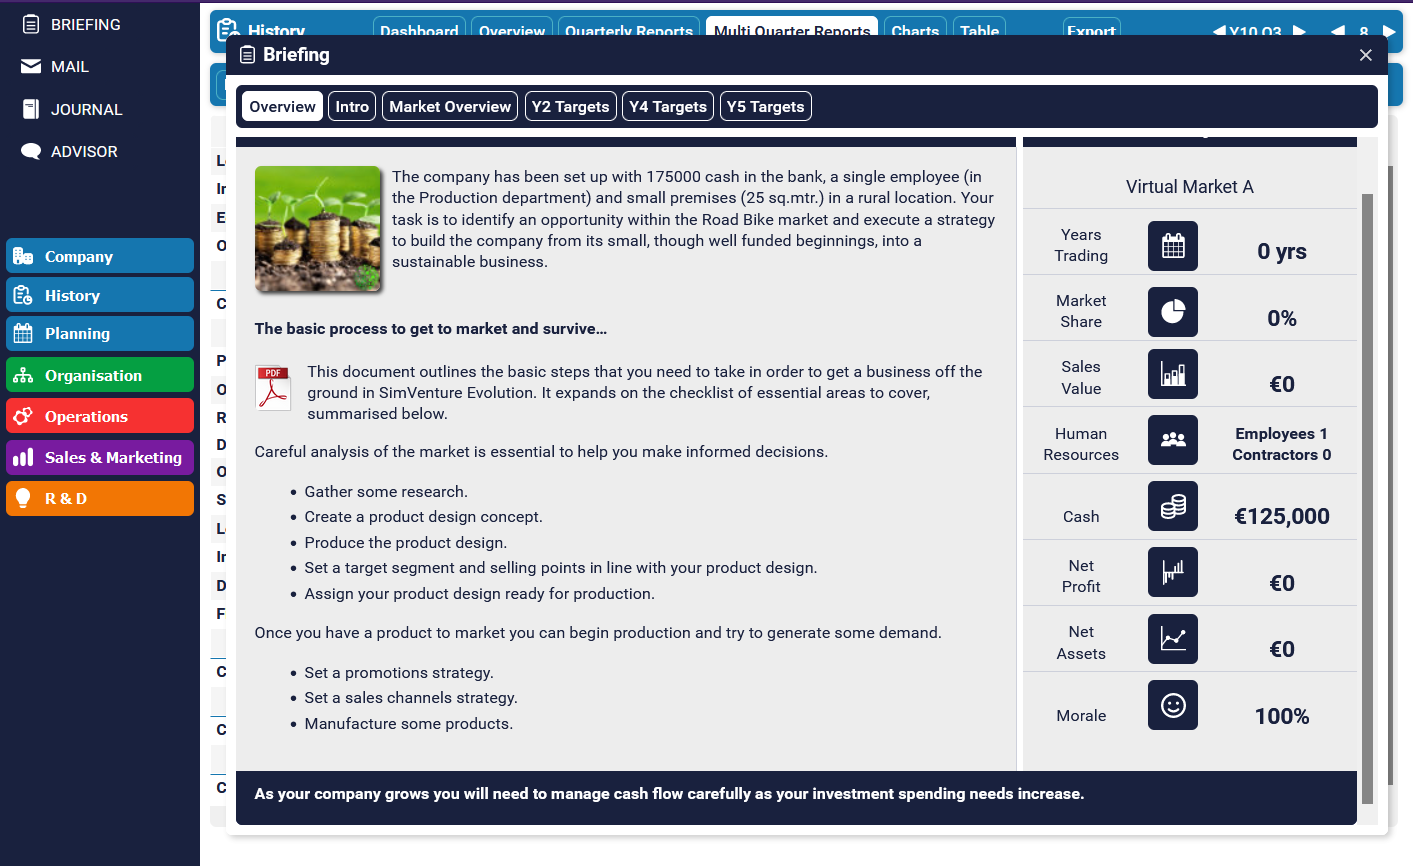 BRIEFING
MAIL
JOURNAL
ADVISOR
Company
History
Planning
Organisation
Operations
Sales & Marketing
R & D
History
Dashboard
Overview
Quarterly Reports
Multi Quarter Reports
Charts
Table
Export
Y10 Q3
8
Briefing
Overview
Intro
Market Overview
Y2 Targets
Y4 Targets
Y5 Targets
The company has been set up with 175000 cash in the bank, a single employee (in
the Production department) and small premises (25 sq.mtr.) in a rural location. Your
task is to identify an opportunity within the Road Bike market and execute a strategy
to build the company from its small, though well funded beginnings, into a
sustainable business.
The basic process to get to market and survive...
PDF
This document outlines the basic steps that you need to take in order to get a business off the
ground in SimVenture Evolution. It expands on the checklist of essential areas to cover,
summarised below.
Careful analysis of the market is essential to help you make informed decisions.
• Gather some research.
• Create a product design concept.
• Produce the product design.
• Set a target segment and selling points in line with your product design.
• Assign your product design ready for production.
Once you have a product to market you can begin production and try to generate some demand.
• Set a promotions strategy.
• Set a sales channels strategy.
• Manufacture some products.
Virtual Market A
Years
Trading
0 yrs
Market
Share
0%
Sales
Value
€0
Human
Resources
Employees 1
Contractors 0
Cash
€125,000
Net
Profit
€0
Net
Assets
€0
Morale
100%
As your company grows you will need to manage cash flow carefully as your investment spending needs increase.